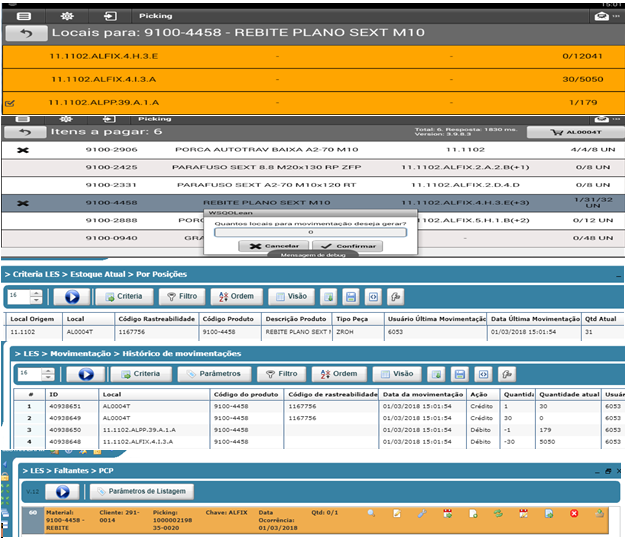 15:01
Picking
Locais para: 9100-4458 - REBITE PLANO SEXT M10
11.1102.ALFIX.4.H.3.E - - 0/12041
11.1102.ALFIX.4.I.3.A - - 30/5050
11.1102.ALPP.39.A.1.A - - 1/179
Picking
Itens a pagar: 6
Total: 6. Resposta: 1830 ms.
Version: 3.9.8.3
AL0004T
9100-2906 PORCA AUTOTRAV BAIXA A2-70 M10 11.1102 4/4/8 UN
9100-2425 PARAFUSO SEXT 8.8 M20x130 RP ZFP 11.1102.ALFIX.2.A.2.B(+1) 0/8 UN
9100-2331 PARAFUSO SEXT A2-70 M10x120 RT 11.1102.ALFIX.2.D.4.D 0/8 UN
9100-4458 REBITE PLANO SEXT M10 11.1102.ALFIX.4.H.3.E(+3) 1/31/32 UN
9100-2888 PORC 02.ALFIX.5.H.1.B(+2) 0/12 UN
9100-0940 GRA 0/48 UN
WSQOLean
Quantos locais para movimentação deseja gerar?
0
Cancelar Confirmar
Mensagem de debug
> Criteria LES > Estoque Atual > Por Posições
16 Criteria Filtro Ordem Visão
Local Origem Local Código Rastreabilidade Código Produto Descrição Produto Tipo Peça Usuário Última Movimentação Data Última Movimentação Qtd Atual
11.1102 AL0004T 1167756 9100-4458 REBITE PLANO SEXT ZROH 6053 01/03/2018 15:01:54 31
> LES > Movimentação > Histórico de movimentações
16 Criteria Parâmetros Filtro Ordem Visão
# ID Local Código do produto Código de rastreabilidade Data da movimentação Ação Quantid Quantidade atual Usuár
1 40938651 AL0004T 9100-4458 1167756 01/03/2018 15:01:54 Crédito 1 30 6053
2 40938649 AL0004T 9100-4458 1167756 01/03/2018 15:01:54 Crédito 30 0 6053
3 40938650 11.1102.ALPP.39.A.1.A 9100-4458 01/03/2018 15:01:54 Débito -1 179 6053
4 40938648 11.1102.ALFIX.4.I.3.A 9100-4458 01/03/2018 15:01:54 Débito -30 5050 6053
> LES > Faltantes > PCP
V.12 Parâmetros de Listagem
60 Material: 9100-4458 - REBITE Cliente: 291-0014 Picking: 1000002198 35-0020 Chave: ALFIX Data Ocorrência: 01/03/2018 Qtd: 0/1